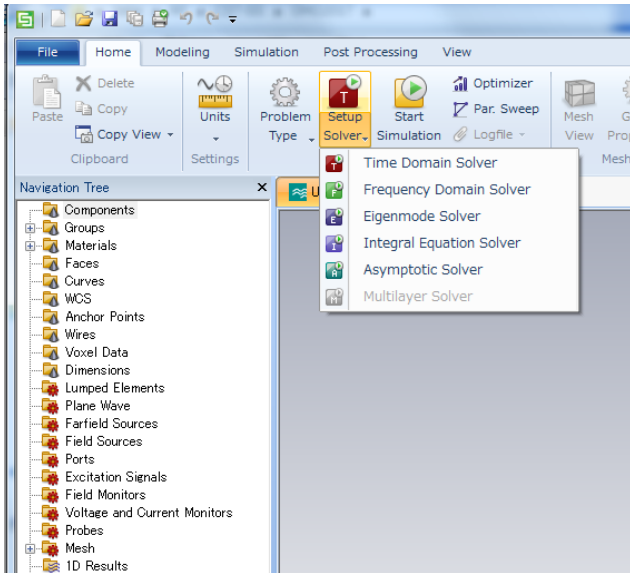 File Home Modeling Simulation Post Processing View
Paste
Delete
Copy
Copy View
Clipboard
Units
Settings
Problem
Type
Setup
Solver
Start
Simulation
Optimizer
Par. Sweep
Logfile
Mesh
View
Mesh
Time Domain Solver
Frequency Domain Solver
Eigenmode Solver
Integral Equation Solver
Asymptotic Solver
Multilayer Solver
Navigation Tree
Components
Groups
Materials
Faces
Curves
WCS
Anchor Points
Wires
Voxel Data
Dimensions
Lumped Elements
Plane Wave
Farfield Sources
Field Sources
Ports
Excitation Signals
Field Monitors
Voltage and Current Monitors
Probes
Mesh
1D Results